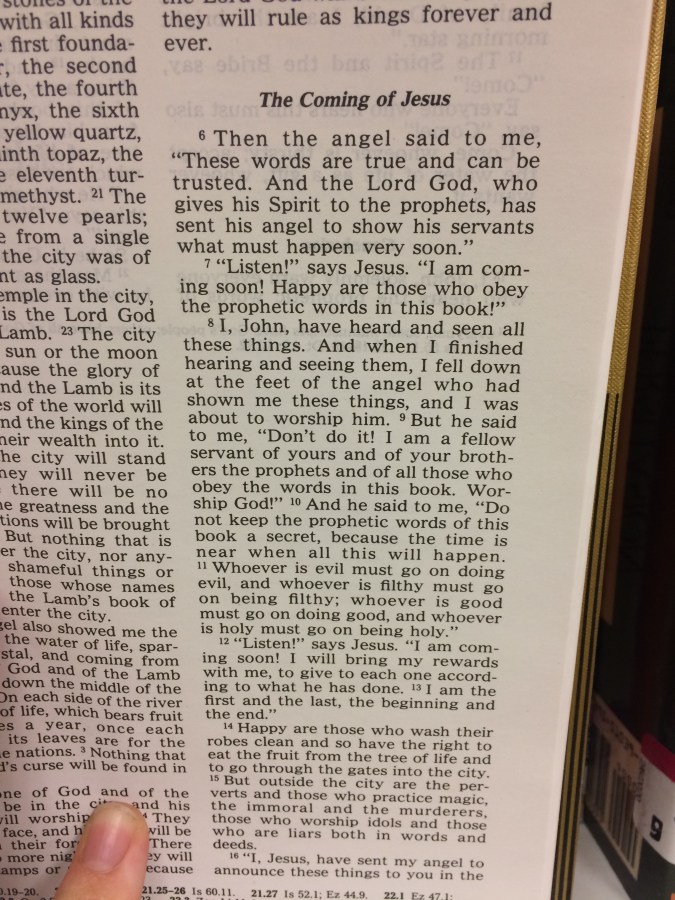 with all kinds
first founda-
the second
the fourth
the sixth
yellow quartz,
topaz, the
eleventh tur-
21 The
twelve pearls;
from a single
the city was of
as glass.
in the city,
is the Lord God
Lamb. 23 The city
sun or the moon
the glory of
the Lamb is its
of the world will
the kings of the
wealth into it.
city will stand
will never be
there will be no
greatness and the
will be brought
But nothing that is
the city, nor any-
shameful things or
those whose names
the Lamb's book of
enter the city.
also showed me the
the water of life, spar-
and coming from
God and of the Lamb
down the middle of the
On each side of the river
of life, which bears fruit
a year, once each
its leaves are for the
nations. 3 Nothing that
curse will be found in
of God and of the
be in the and his
worship 4 They
face, and will be
their There
more will
or ecause
the Lord God
they will rule as kings forever and
ever.
The Coming of Jesus
6 Then the angel said to me,
“These words are true and can be
trusted. And the Lord God, who
gives his Spirit to the prophets, has
sent his angel to show his servants
what must happen very soon.”
7 “Listen!” says Jesus. “I am com-
ing soon! Happy are those who obey
the prophetic words in this book!”
8 I, John, have heard and seen all
these things. And when I finished
hearing and seeing them, I fell down
at the feet of the angel who had
shown me these things, and I was
about to worship him. 9 But he said
to me, “Don't do it! I am a fellow
servant of yours and of your broth-
ers the prophets and of all those who
obey the words in this book. Wor-
ship God!” 10 And he said to me, “Do
not keep the prophetic words of this
book a secret, because the time is
near when all this will happen.
11 Whoever is evil must go on doing
evil, and whoever is filthy must go
on being filthy; whoever is good
must go on doing good, and whoever
is holy must go on being holy.”
12 “Listen!” says Jesus. “I am com-
ing soon! I will bring my rewards
with me, to give to each one accord-
ing to what he has done. 13 I am the
first and the last, the beginning and
the end.”
14 Happy are those who wash their
robes clean and so have the right to
eat the fruit from the tree of life and
to go through the gates into the city.
15 But outside the city are the per-
verts and those who practice magic,
the immoral and the murderers,
those who worship idols and those
who are liars both in words and
deeds.
16 “I, Jesus, have sent my angel to
announce these things to you in the
21.25-26 Is 60.11. 21.27 Is 52.1; Ez 44.9. 22.1 Ez 47.1;
9